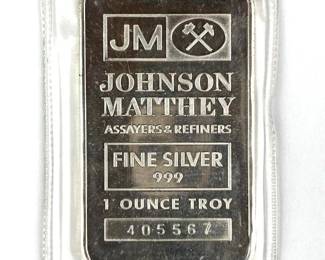 JM
JOHNSON
MATTHEY
ASSAYERS & REFINERS
FINE SILVER
999
1 OUNCE TROY
405567